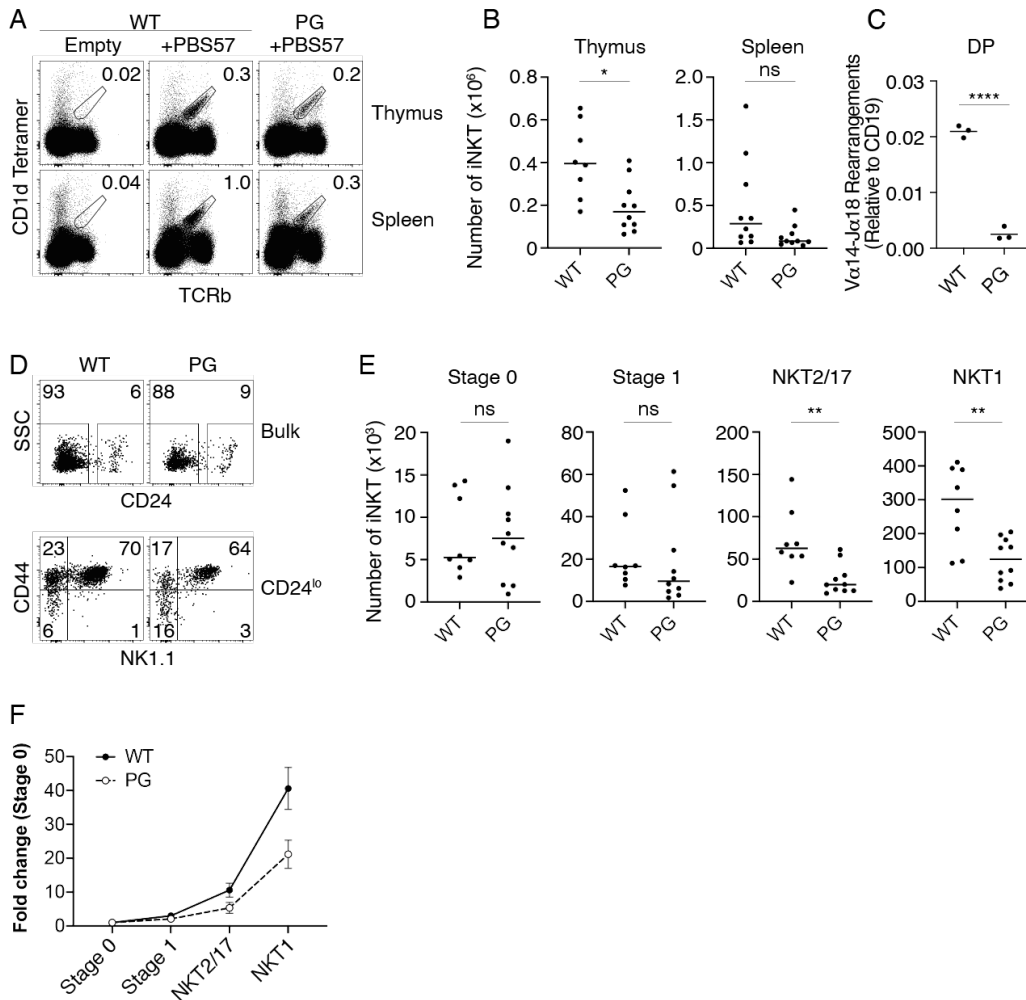 A
WT
PG
Empty
+PBS57
+PBS57
0.02
0.3
0.2
Thymus
0.04
1.0
0.3
Spleen
CD1d Tetramer
TCRb
B
Thymus
Spleen
*
ns
Number of iNKT (x10⁶)
0.8
0.6
0.4
0.2
0
2.0
1.5
1.0
0.5
0
WT
PG
WT
PG
C
DP
****
Vα14-Jα18 Rearrangements
(Relative to CD19)
0.03
0.02
0.01
0.00
WT
PG
D
WT
PG
93
6
88
9
Bulk
SSC
CD24
23
70
17
64
CD24lo
6
1
16
3
CD44
NK1.1
E
Stage 0
Stage 1
NKT2/17
NKT1
ns
ns
**
**
Number of iNKT (x10³)
20
15
10
5
0
80
60
40
20
0
200
150
100
50
0
500
400
300
200
100
0
WT
PG
WT
PG
WT
PG
WT
PG
F
WT
PG
Fold change (Stage 0)
50
40
30
20
10
0
Stage 0
Stage 1
NKT2/17
NKT1